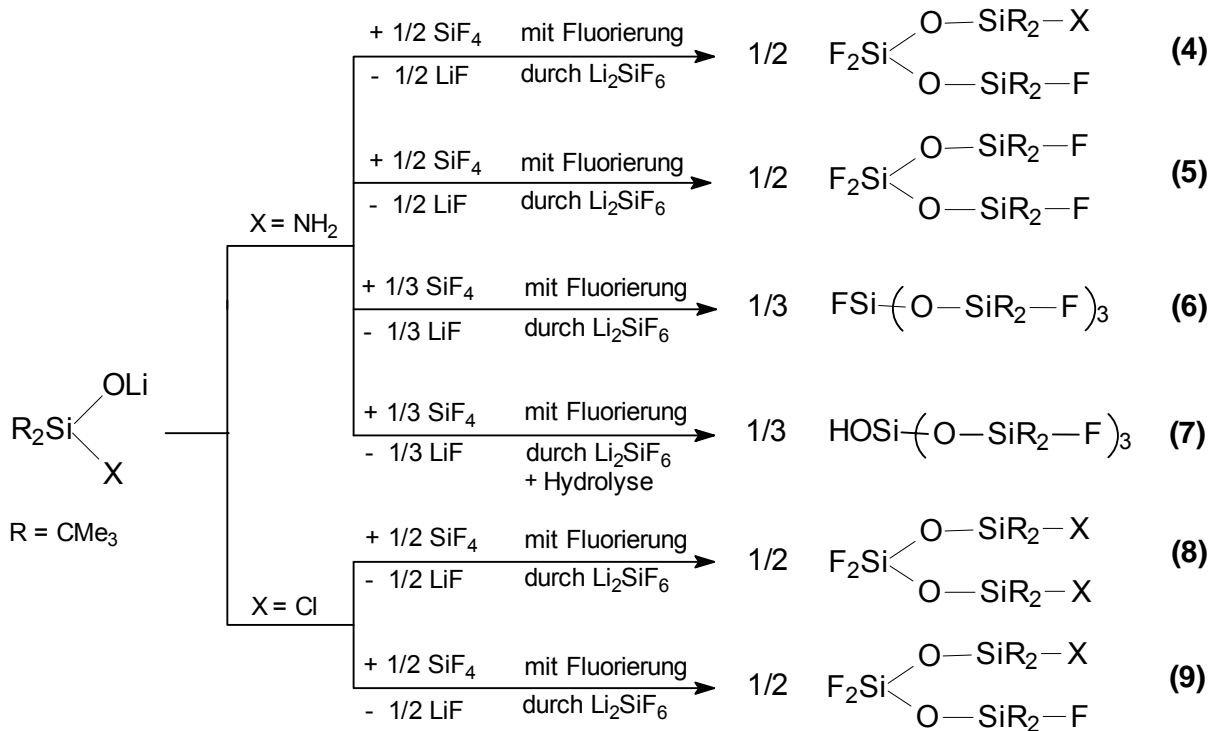 + 1/2 SiF₄ mit Fluorierung
- 1/2 LiF durch Li₂SiF₆
1/2 F₂Si O—SiR₂—X O—SiR₂—F (4)
+ 1/2 SiF₄ mit Fluorierung
- 1/2 LiF durch Li₂SiF₆
1/2 F₂Si O—SiR₂—F O—SiR₂—F (5)
X = NH₂
+ 1/3 SiF₄ mit Fluorierung
- 1/3 LiF durch Li₂SiF₆
1/3 FSi(O—SiR₂—F)₃ (6)
R₂Si OLi X
R = CMe₃
+ 1/3 SiF₄ mit Fluorierung
- 1/3 LiF durch Li₂SiF₆
+ Hydrolyse
1/3 HOSi(O—SiR₂—F)₃ (7)
+ 1/2 SiF₄ mit Fluorierung
- 1/2 LiF durch Li₂SiF₆
1/2 F₂Si O—SiR₂—X O—SiR₂—X (8)
X = Cl
+ 1/2 SiF₄ mit Fluorierung
- 1/2 LiF durch Li₂SiF₆
1/2 F₂Si O—SiR₂—X O—SiR₂—F (9)